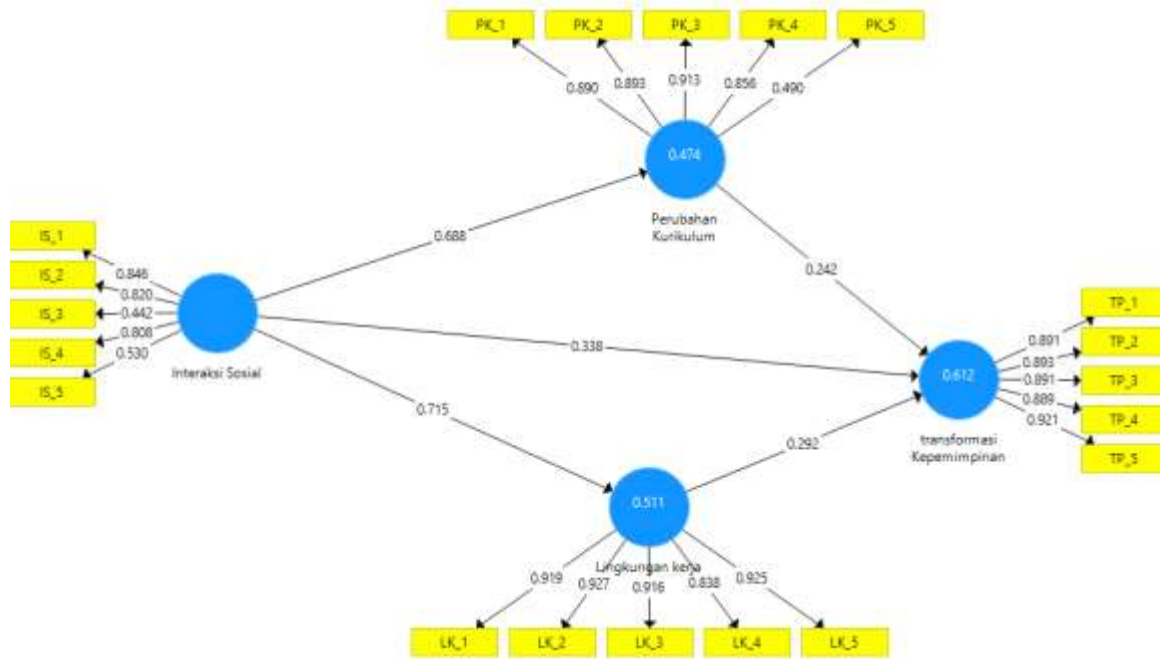 PK_1
PK_2
PK_3
PK_4
PK_5
0.890
0.893
0.913
0.856
0.490
0.474
Perubahan
Kurikulum
0.688
0.242
IS_1
IS_2
IS_3
IS_4
IS_5
0.846
0.820
0.442
0.808
0.530
Interaksi Sosial
0.338
0.715
0.292
TP_1
TP_2
TP_3
TP_4
TP_5
0.891
0.893
0.891
0.889
0.921
0.612
transformasi
Kepemimpinan
0.511
Lingkungan kerja
0.919
0.927
0.916
0.838
0.925
LK_1
LK_2
LK_3
LK_4
LK_5